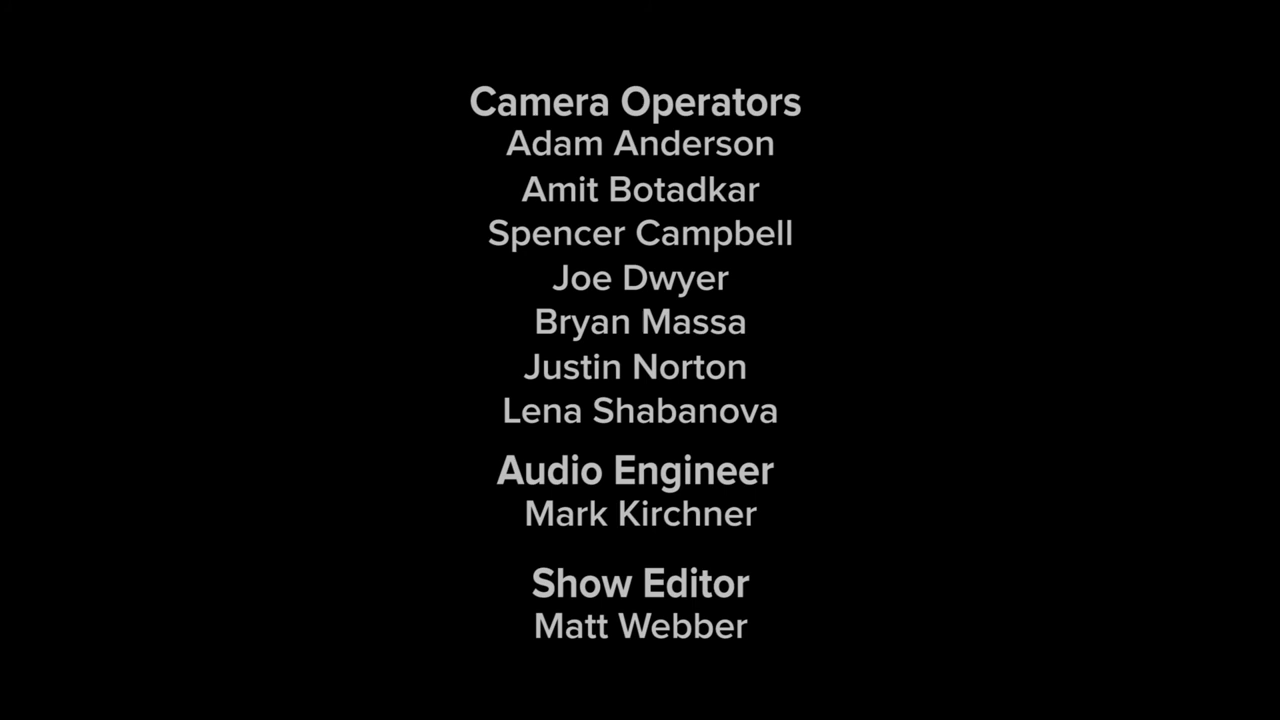 Camera Operators
Adam Anderson
Amit Botadkar
Spencer Campbell
Joe Dwyer
Bryan Massa
Justin Norton
Lena Shabanova
Audio Engineer
Mark Kirchner
Show Editor
Matt Webber